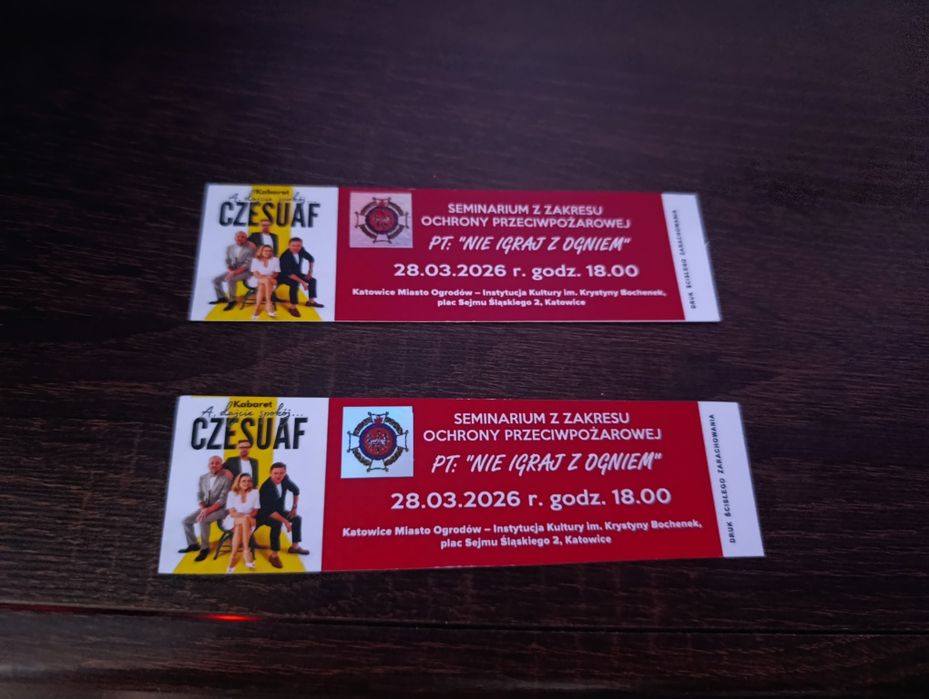 Kabaret
A, dajcie spokój...
CZESUAF
SEMINARIUM Z ZAKRESU
OCHRONY PRZECIWPOŻAROWEJ
PT. "NIE IGRAJ Z OGNIEM"
28.03.2026 r. godz. 18.00
Katowice Miasto Ogrodów – Instytucja Kultury im. Krystyny Bochenek,
plac Sejmu Śląskiego 2, Katowice
DRUK ŚCISŁEGO ZARACHOWANIA
Kabaret
A, dajcie spokój...
CZESUAF
SEMINARIUM Z ZAKRESU
OCHRONY PRZECIWPOŻAROWEJ
PT: "NIE IGRAJ Z OGNIEM"
28.03.2026 r. godz. 18.00
Katowice Miasto Ogrodów – Instytucja Kultury im. Krystyny Bochenek,
plac Sejmu Śląskiego 2, Katowice
DRUK ŚCISŁEGO ZARACHOWANIA